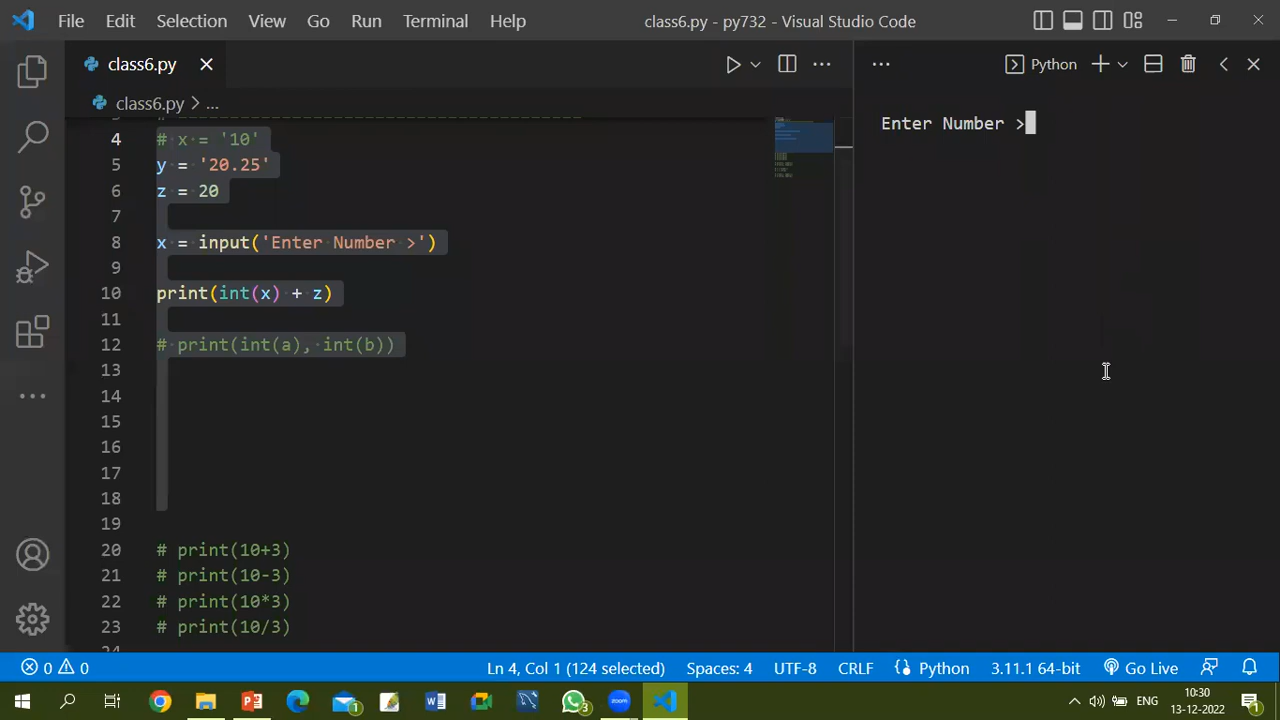 File Edit Selection View Go Run Terminal Help class6.py - py732 - Visual Studio Code
class6.py
Python
class6.py > ...
4 # x = '10'
5 y = '20.25'
6 z = 20
7
8 x = input('Enter Number >')
9
10 print(int(x) + z)
11
12 # print(int(a), int(b))
13
14
15
16
17
18
19
20 # print(10+3)
21 # print(10-3)
22 # print(10*3)
23 # print(10/3)
Enter Number >
0 0 Ln 4, Col 1 (124 selected) Spaces: 4 UTF-8 CRLF Python 3.11.1 64-bit Go Live
1 3 zoom ENG 10:30 1
13-12-2022